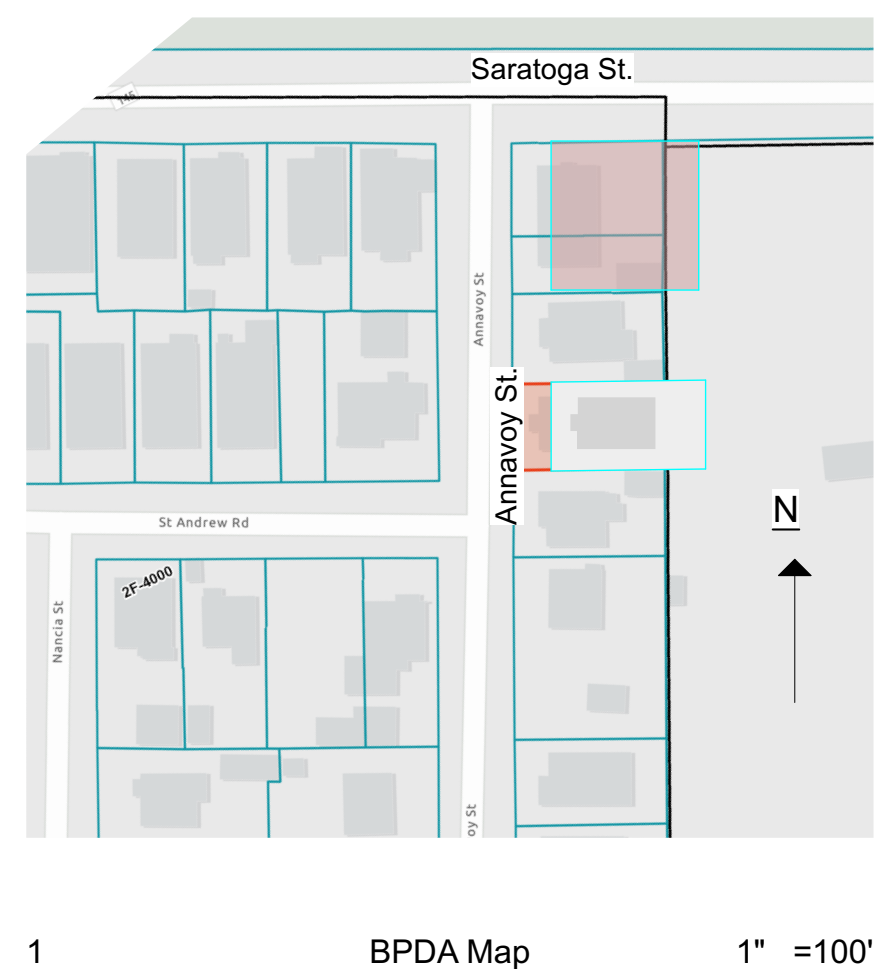 Saratoga St.
145
Annavoy St
Annavoy St.
St Andrew Rd
N
2F-4000
Nancia St
oy St
1 BPDA Map 1" =100'